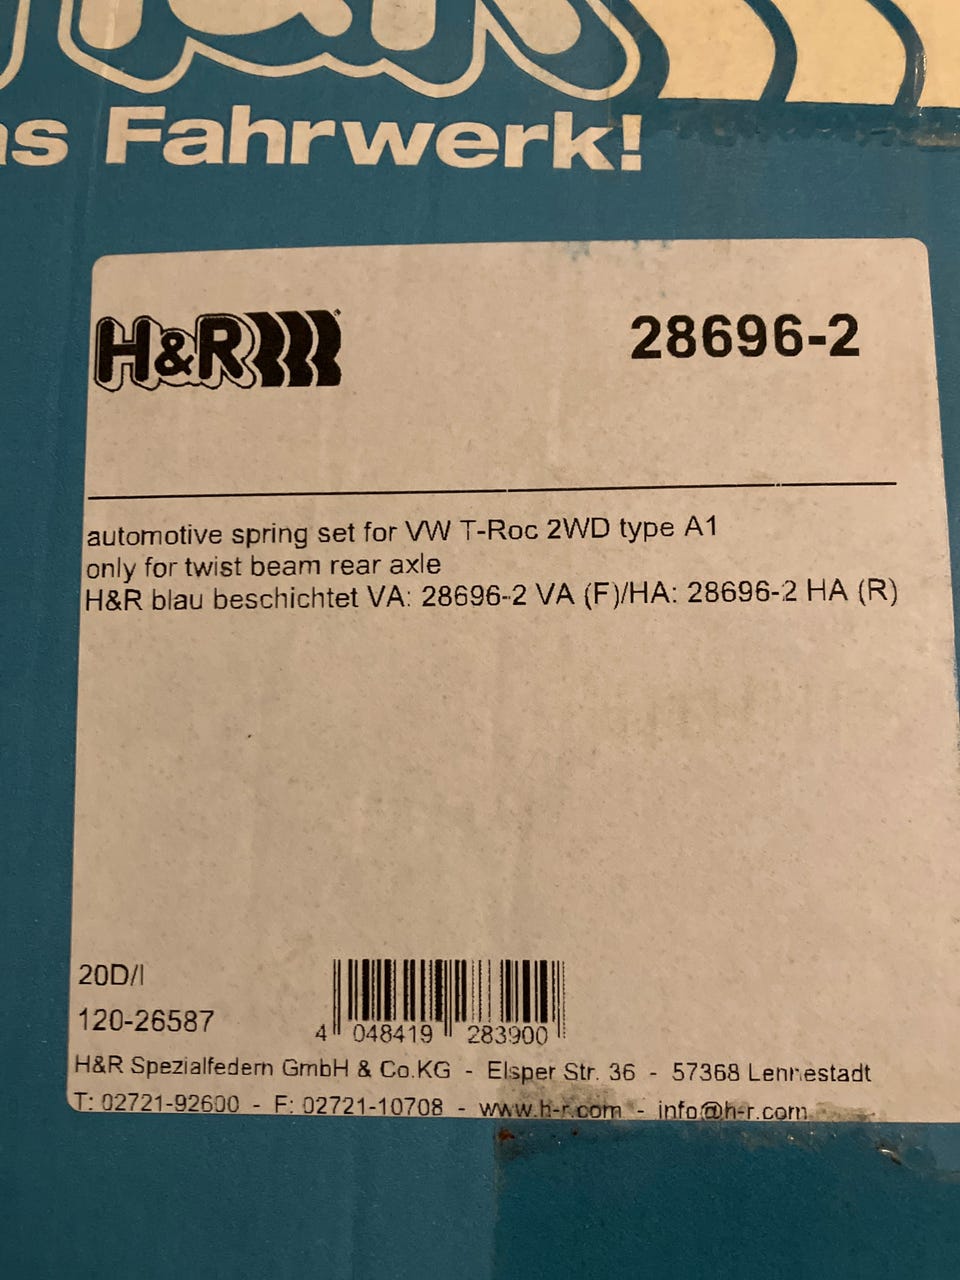 as Fahrwerk!
H&R
28696-2
automotive spring set for VW T-Roc 2WD type A1
only for twist beam rear axle
H&R blau beschichtet VA: 28696-2 VA (F)/HA: 28696-2 HA (R)
20D/I
120-26587
4 048419 283900
H&R Spezialfedern GmbH & Co.KG - Elsper Str. 36 - 57368 Lennestadt
T: 02721-92600 - F: 02721-10708 - www.h-r.com - info@h-r.com